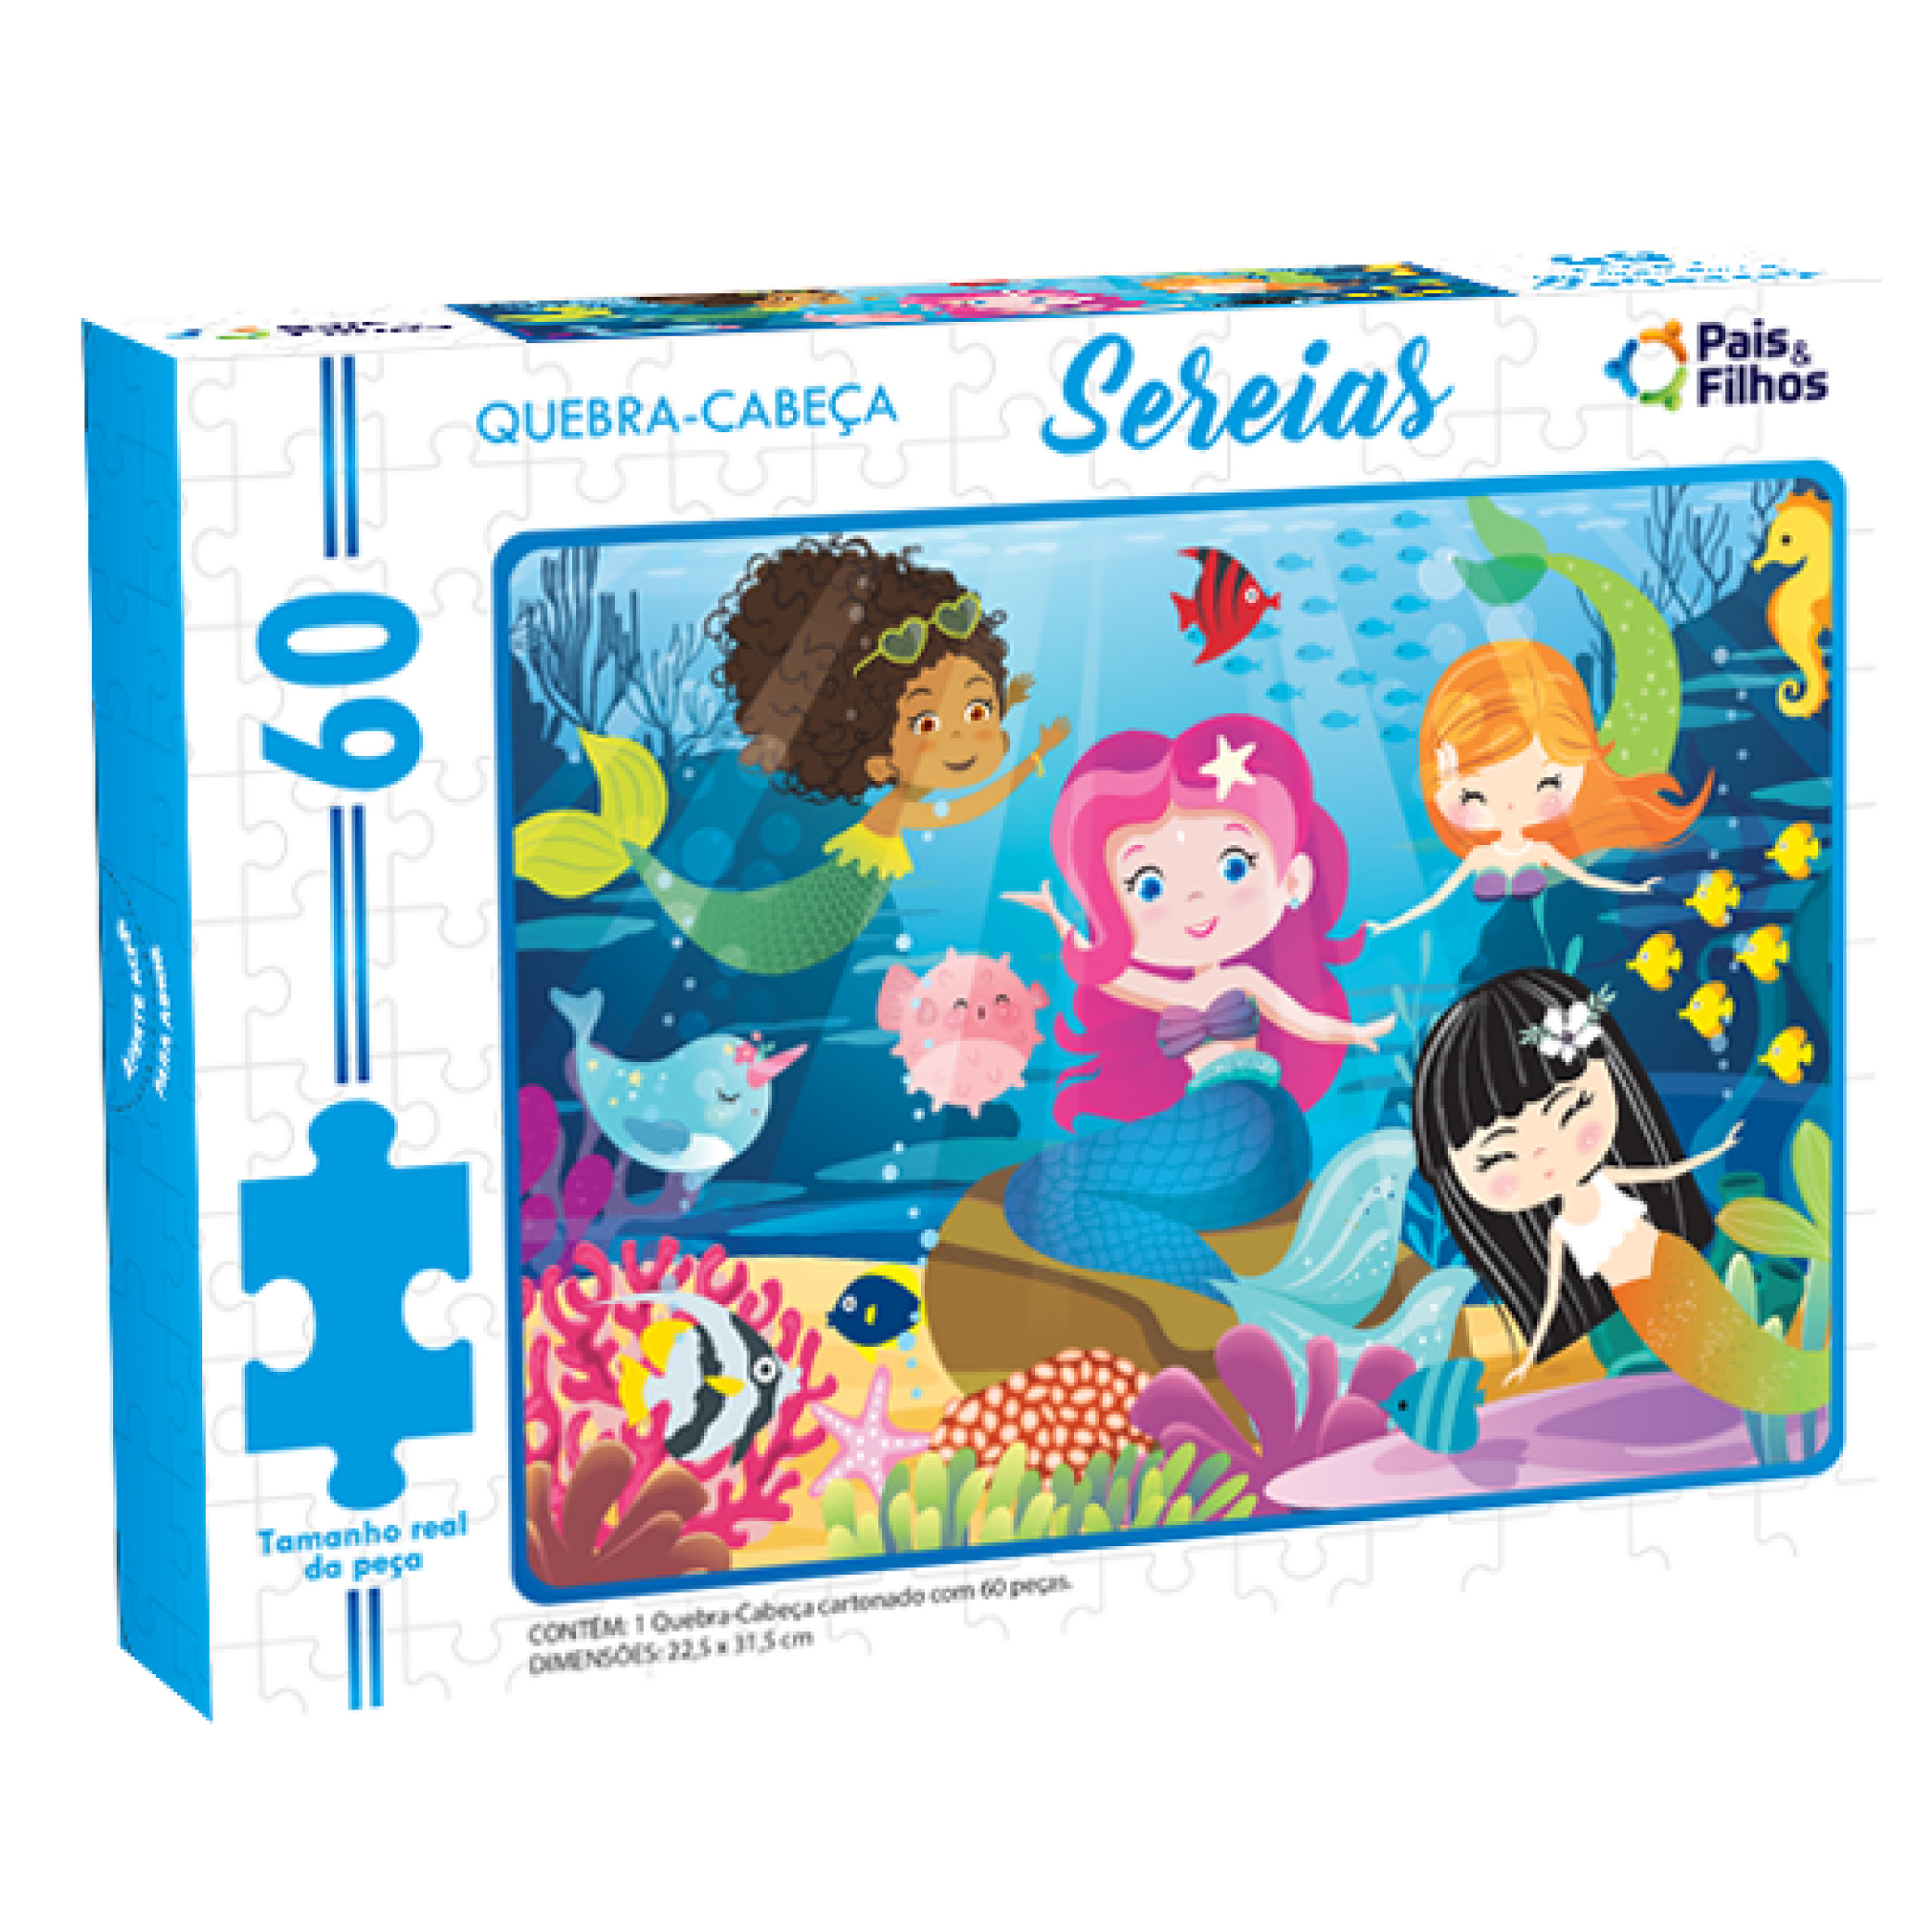 QUEBRA-CABEÇA
Sereias
Pais &
Filhos
60
Tamanho real
da peça
CONTÉM: 1 Quebra-Cabeça cartonado com 60 peças.
DIMENSÕES: 22,5 x 31,5 cm